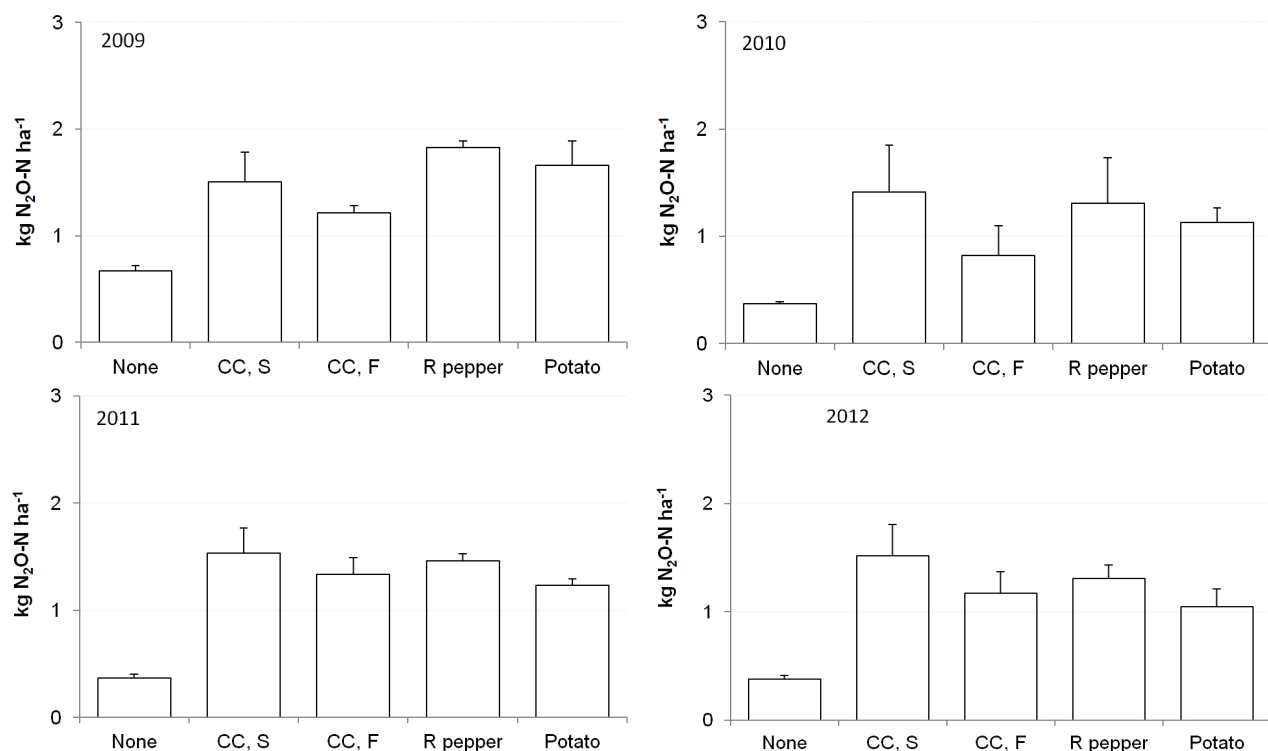 2009
kg N₂O-N ha⁻¹
3
2
1
0
None CC, S CC, F R pepper Potato
2010
kg N₂O-N ha⁻¹
3
2
1
0
None CC, S CC, F R pepper Potato
2011
kg N₂O-N ha⁻¹
3
2
1
0
None CC, S CC, F R pepper Potato
2012
kg N₂O-N ha⁻¹
3
2
1
0
None CC, S CC, F R pepper Potato